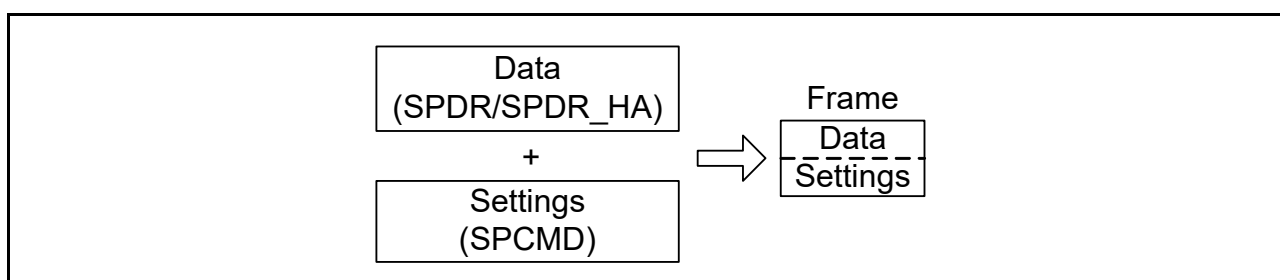 Data
(SPDR/SPDR_HA)
+
Settings
(SPCMD)
Frame
Data
Settings